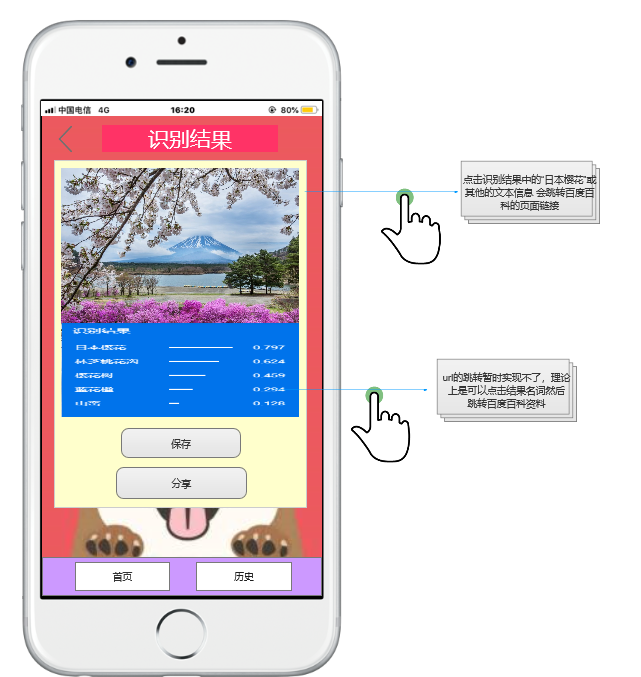 中国电信 4G 16:20 80%
识别结果
点击识别结果中的"日本樱花"或
其他的文本信息 会跳转百度百
科的页面链接
识别结果
日本樱花 0.797
林芝桃花沟 0.624
樱花树 0.459
蓝花楹 0.294
山峦 0.128
url的跳转暂时实现不了，理论
上是可以点击结果名词然后
跳转百度百科资料
保存
分享
首页 历史